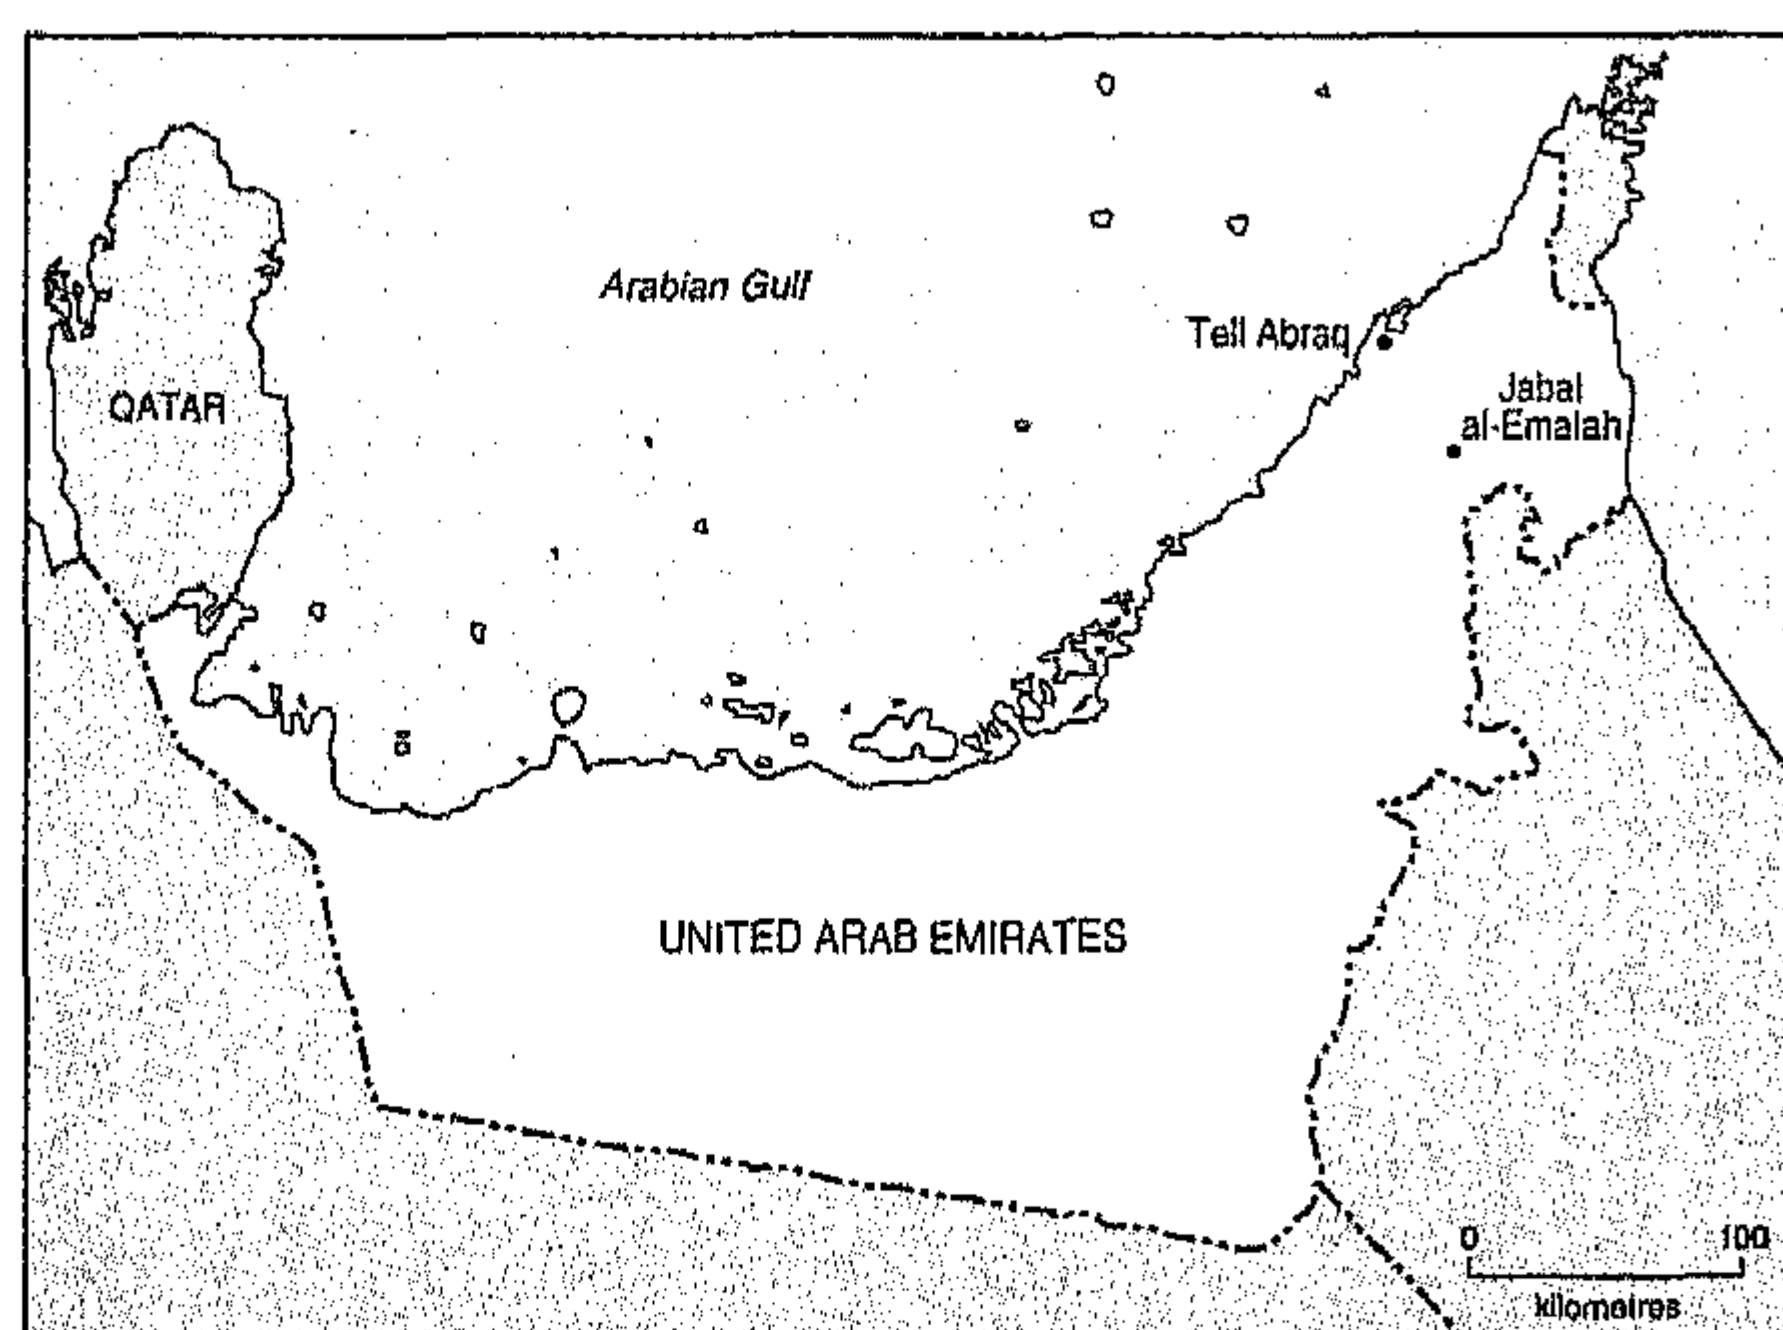 Arabian Gulf
Tell Abraq
QATAR
Jabal
al-Emalah
UNITED ARAB EMIRATES
0 100
kilometres